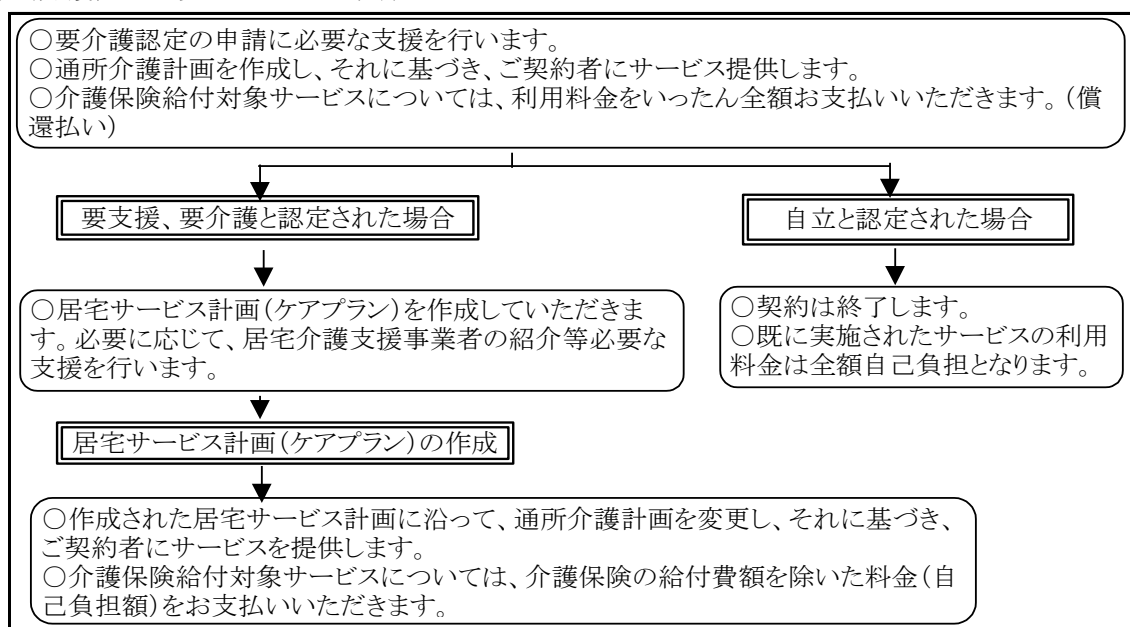 ○要介護認定の申請に必要な支援を行います。
○通所介護計画を作成し、それに基づき、ご契約者にサービス提供します。
○介護保険給付対象サービスについては、利用料金をいったん全額お支払いいただきます。(償
還払い)
要支援、要介護と認定された場合
自立と認定された場合
○居宅サービス計画(ケアプラン)を作成していただきま
す。必要に応じて、居宅介護支援事業者の紹介等必要な
支援を行います。
○契約は終了します。
○既に実施されたサービスの利用
料金は全額自己負担となります。
居宅サービス計画(ケアプラン)の作成
○作成された居宅サービス計画に沿って、通所介護計画を変更し、それに基づき、
ご契約者にサービスを提供します。
○介護保険給付対象サービスについては、介護保険の給付費額を除いた料金(自
己負担額)をお支払いいただきます。